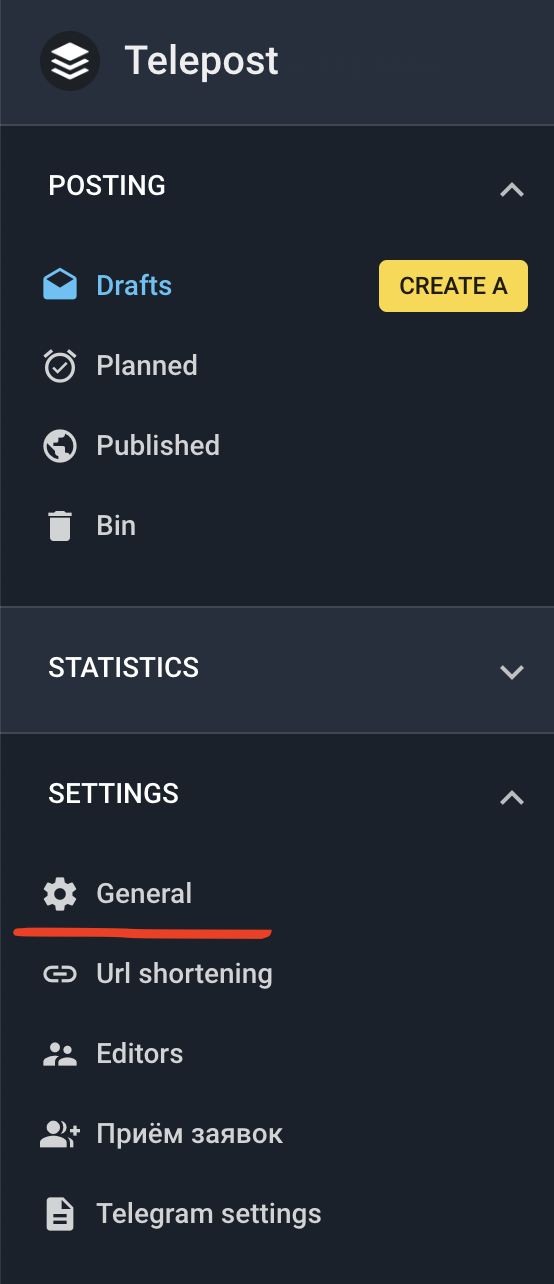 Telepost
POSTING
Drafts
CREATE A
Planned
Published
Bin
STATISTICS
SETTINGS
General
Url shortening
Editors
Приём заявок
Telegram settings